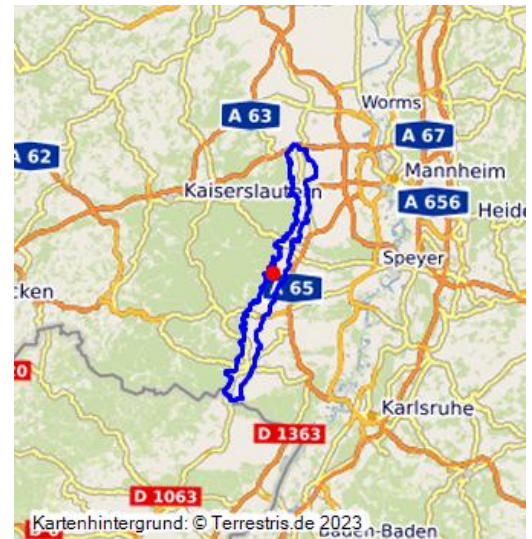 Worms
A 63
A 67
A 62
Mannheim
Kaiserslautern
A 656
Heide
Speyer
A 65
cken
20
Karlsruhe
D 1363
D 1063
Baden-Baden
Kartenhintergrund: © Terrestris.de 2023